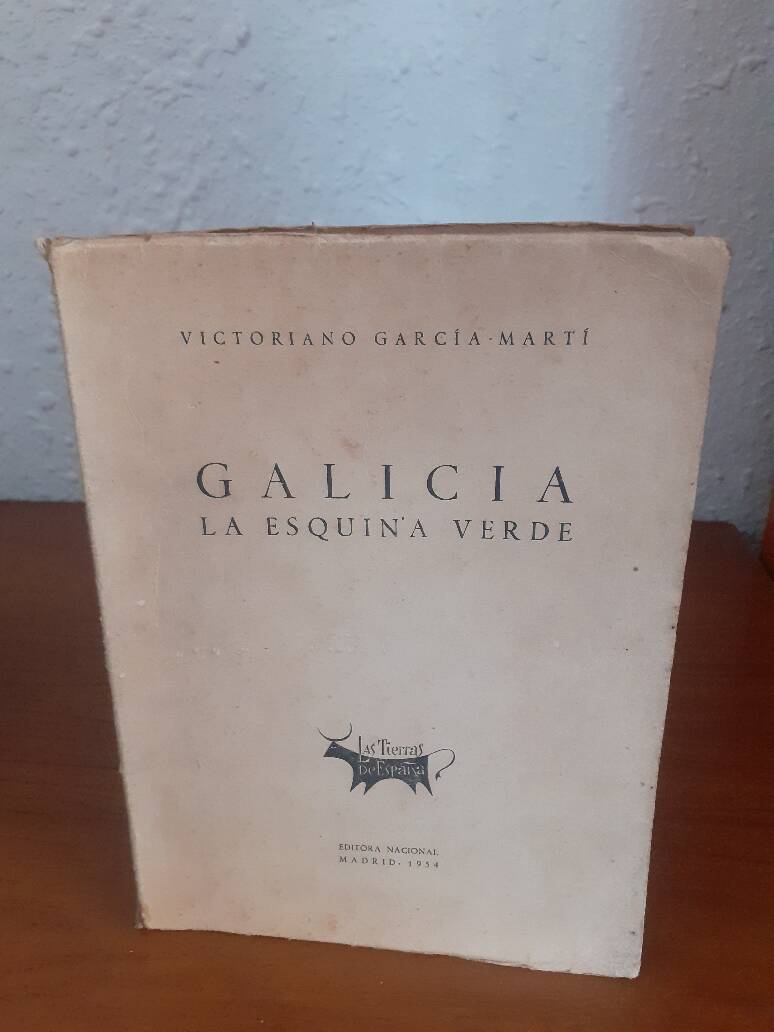 VICTORIANO GARCÍA-MARTÍ
GALICIA
LA ESQUINA VERDE
Las Tierras
De España
EDITORA NACIONAL
MADRID, 1954